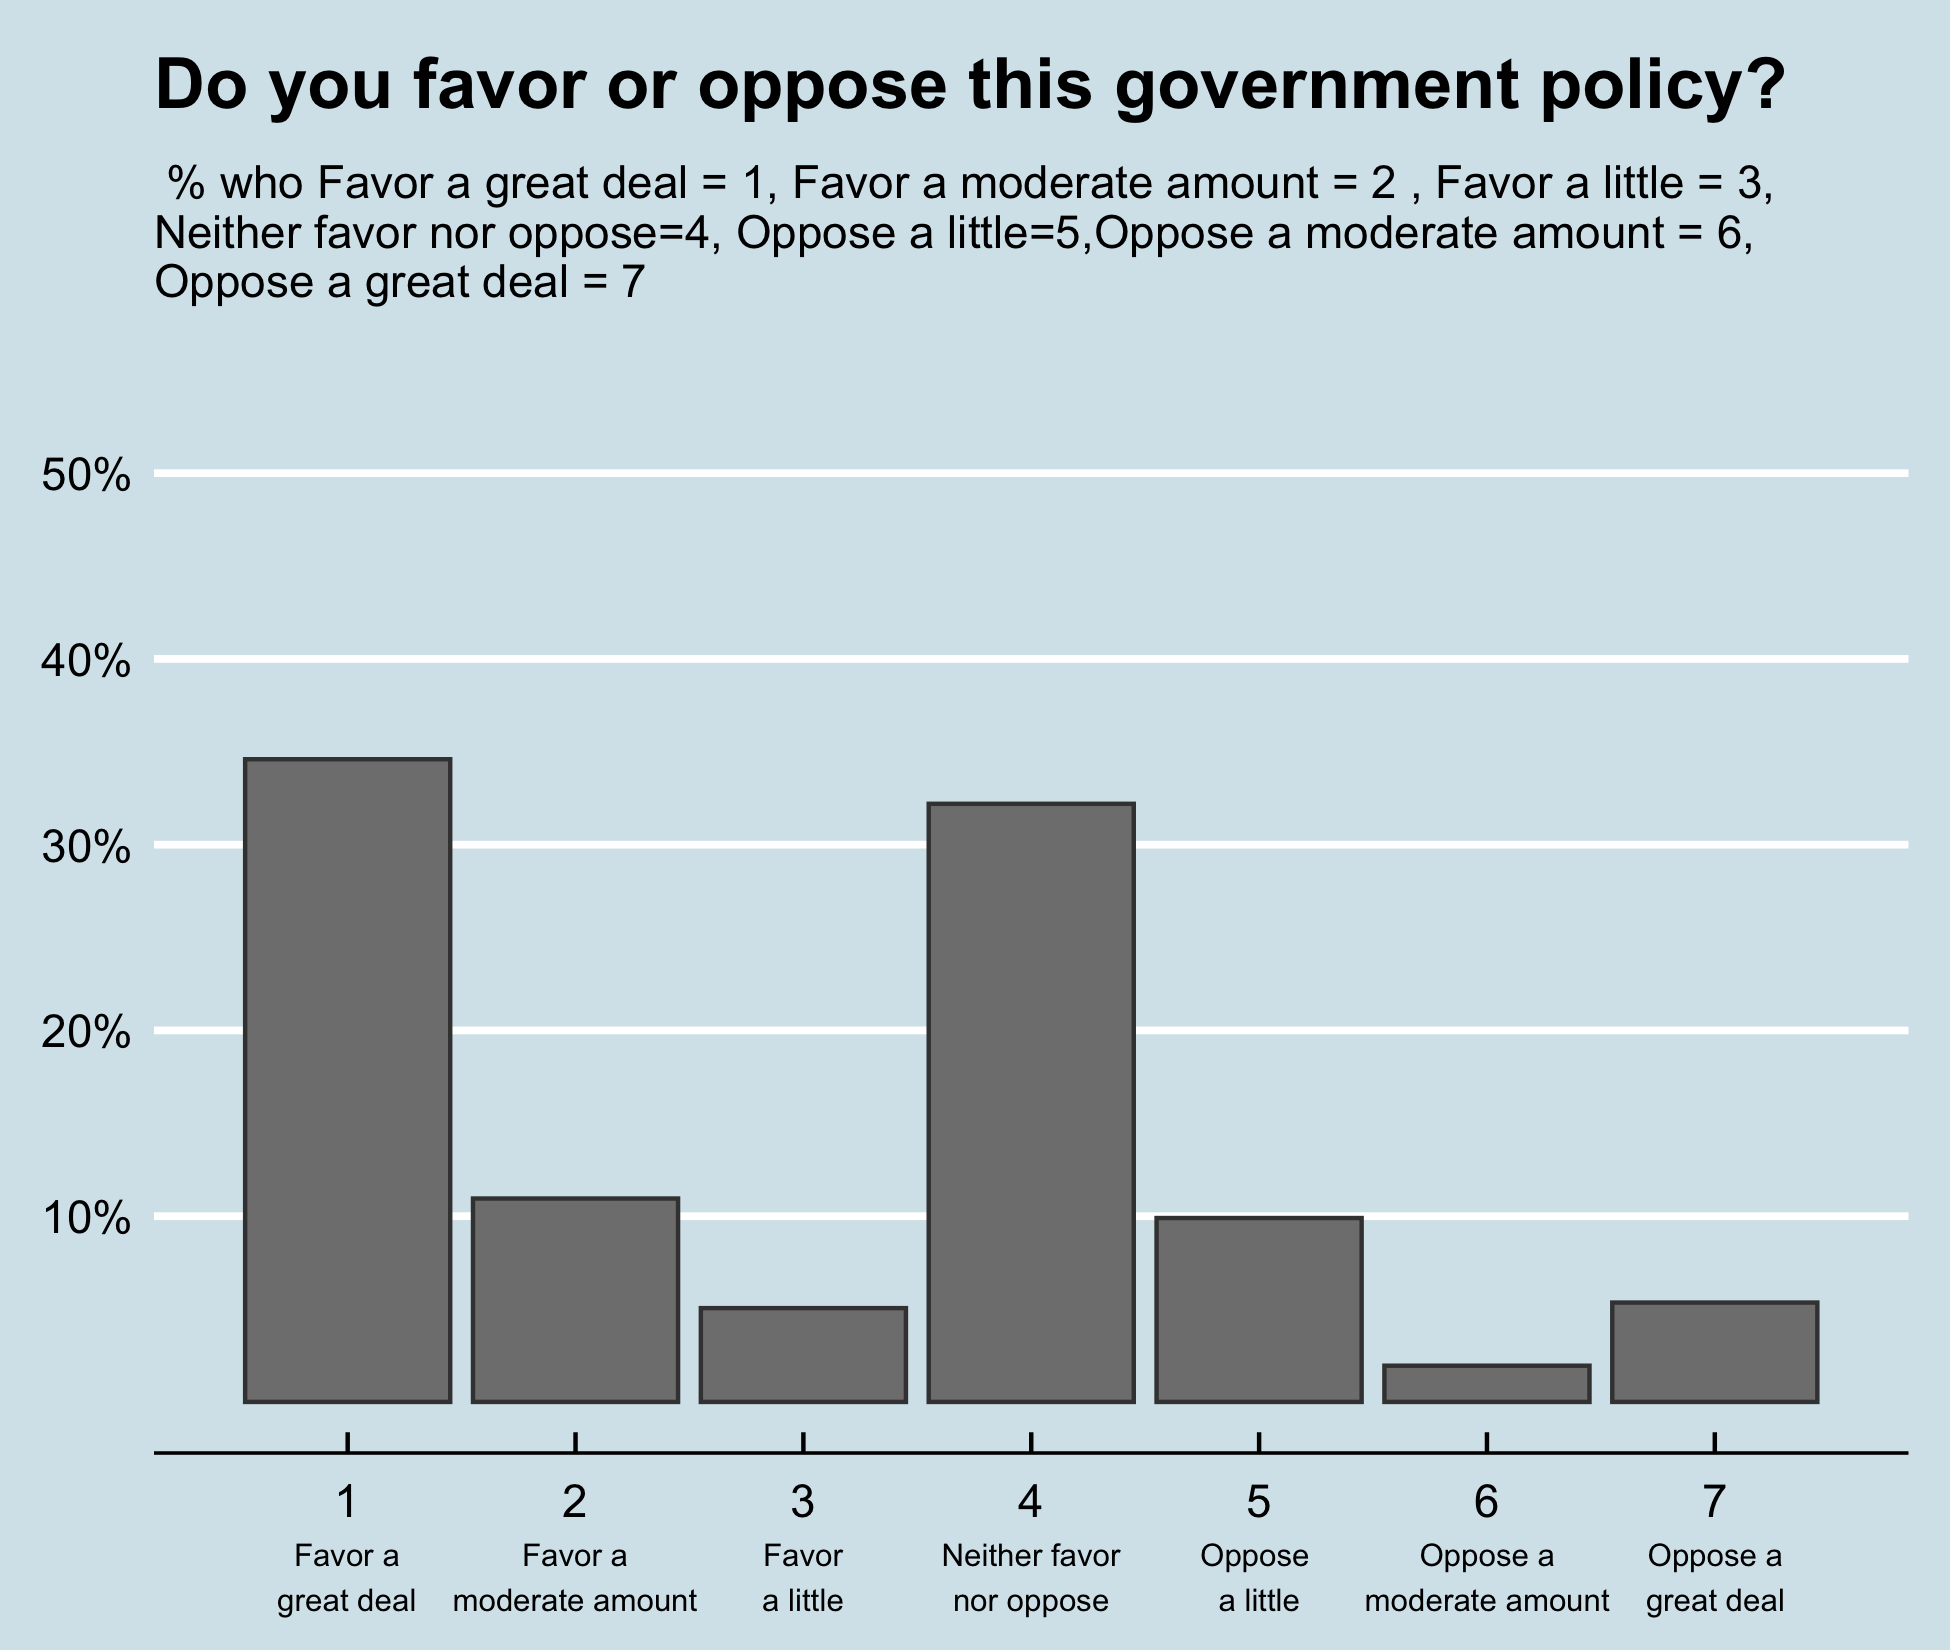 Do you favor or oppose this government policy?
% who Favor a great deal = 1, Favor a moderate amount = 2 , Favor a little = 3,
Neither favor nor oppose=4, Oppose a little=5,Oppose a moderate amount = 6,
Oppose a great deal = 7
50%
40%
30%
20%
10%
1 2 3 4 5 6 7
Favor a Favor a Favor Neither favor Oppose Oppose a Oppose a
great deal moderate amount a little nor oppose a little moderate amount great deal